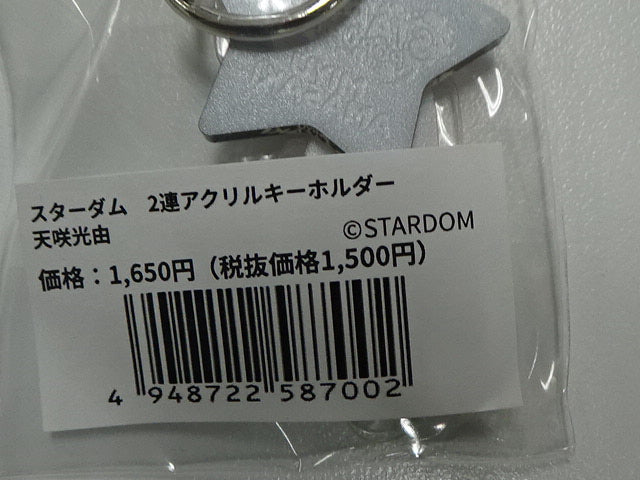 スターダム　2連アクリルキーホルダー
天咲光由
©STARDOM
価格：1,650円（税抜価格1,500円）
4 948722 587002